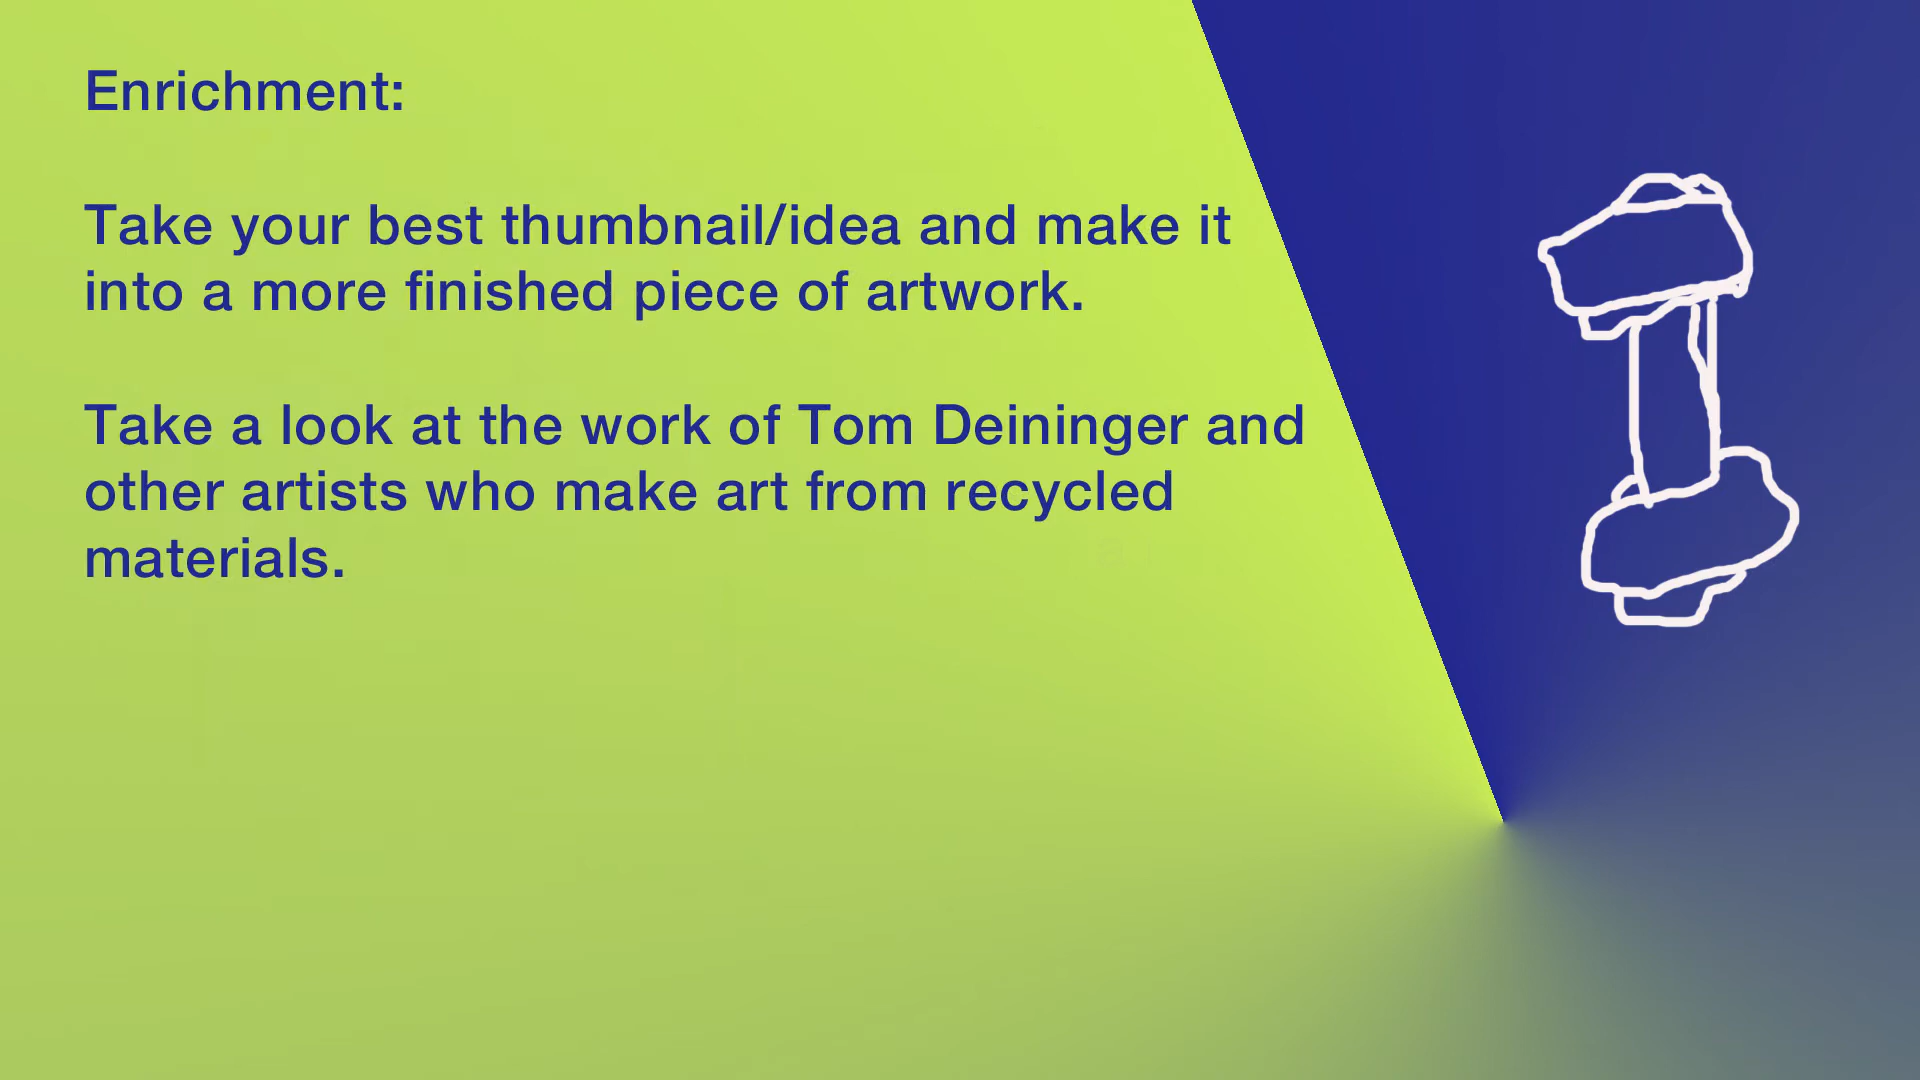 Enrichment:
Take your best thumbnail/idea and make it
into a more finished piece of artwork.
Take a look at the work of Tom Deininger and
other artists who make art from recycled
materials.